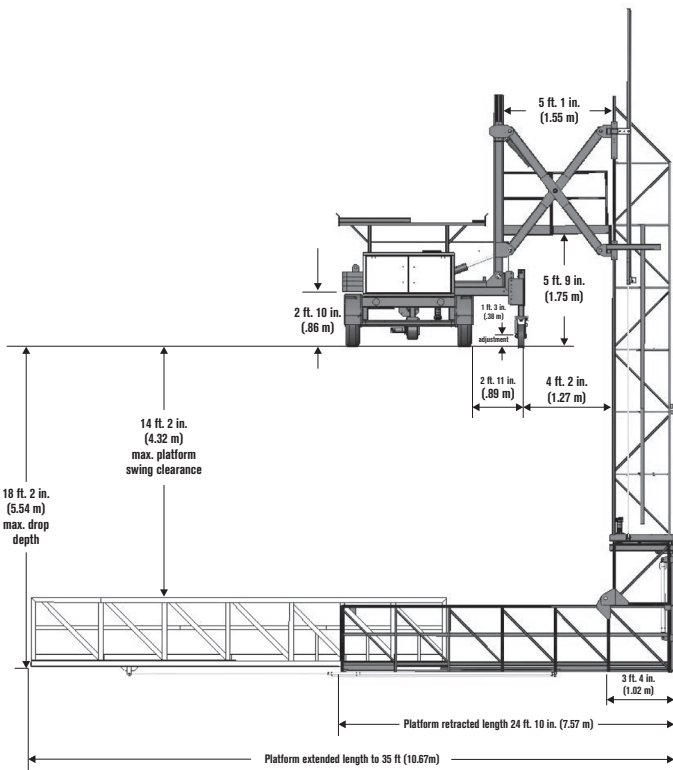 5 ft. 1 in.
(1.55 m)
5 ft. 9 in.
(1.75 m)
1 ft. 3 in.
(.38 m)
adjustment
2 ft. 10 in.
(.86 m)
2 ft. 11 in.
(.89 m)
4 ft. 2 in.
(1.27 m)
14 ft. 2 in.
(4.32 m)
max. platform
swing clearance
18 ft. 2 in.
(5.54 m)
max. drop
depth
3 ft. 4 in.
(1.02 m)
Platform retracted length 24 ft. 10 in. (7.57 m)
Platform extended length to 35 ft (10.67m)